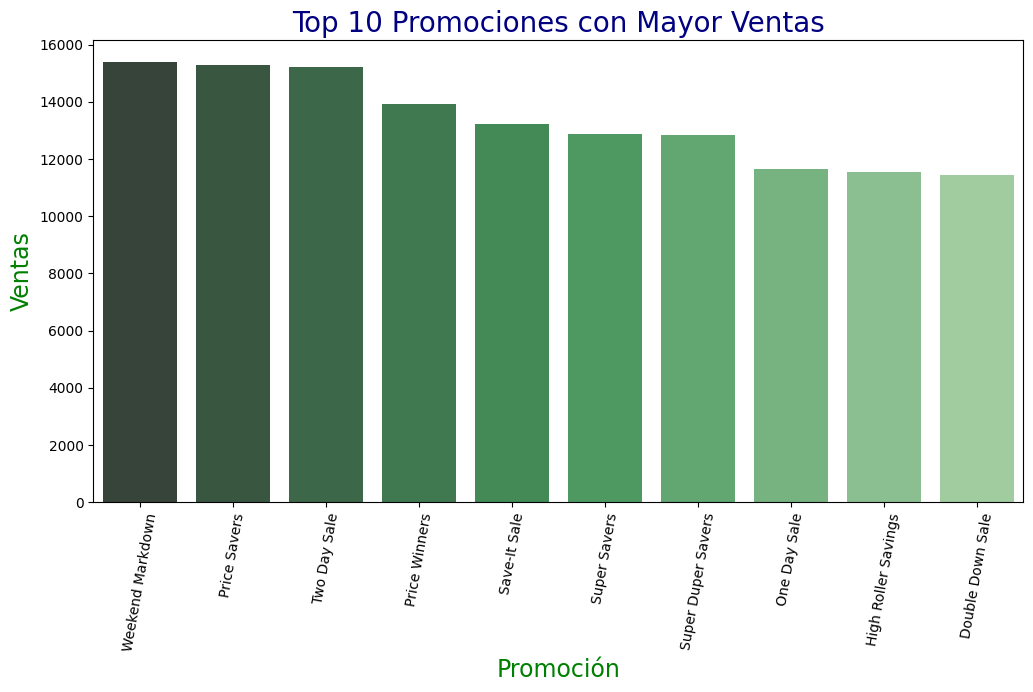 Top 10 Promociones con Mayor Ventas
Ventas
16000
14000
12000
10000
8000
6000
4000
2000
0
Weekend Markdown
Price Savers
Two Day Sale
Price Winners
Save-It Sale
Super Savers
Super Duper Savers
One Day Sale
High Roller Savings
Double Down Sale
Promoción